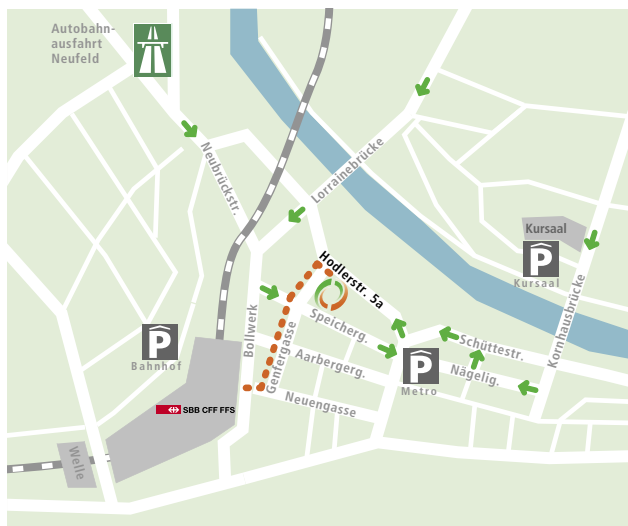 Autobahn-
ausfahrt
Neufeld
Neubrückstr.
Lorrainebrücke
Kursaal
P
Kursaal
Hodlerstr. 5a
Kornhausbrücke
Bollwerk
Genfergasse
Speicherg.
Schüttestr.
P
Bahnhof
Aarbergerg.
P
Metro
Nägelig.
Neuengasse
SBB CFF FFS
Welle